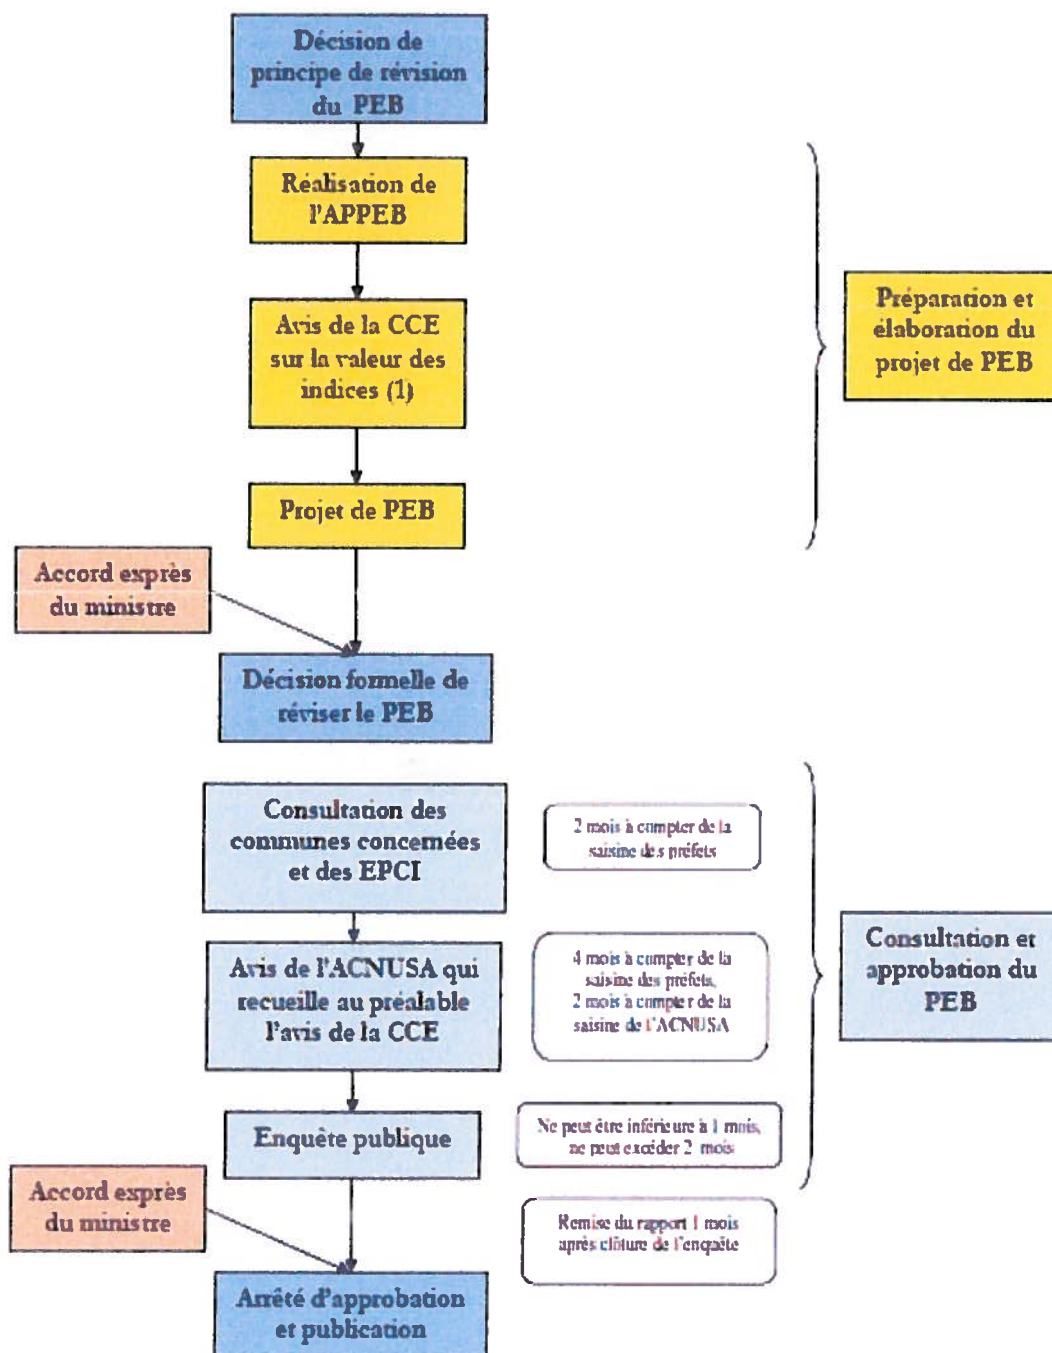 Décision de
principe de révision
du PEB
Réalisation de
l'APPEB
Avis de la CCE
sur la valeur des
indices (1)
Projet de PEB
Préparation et
élaboration du
projet de PEB
Accord exprès
du ministre
Décision formelle de
réviser le PEB
Consultation des
communes concernées
et des EPCI
2 mois à compter de la
saisine des préfets
Avis de l'ACNUSA qui
recueille au préalable
l'avis de la CCE
4 mois à compter de la
saisine des préfets,
2 mois à compter de la
saisine de l'ACNUSA
Consultation et
approbation du
PEB
Enquête publique
Ne peut être inférieure à 1 mois,
ne peut excéder 2 mois
Accord exprès
du ministre
Remise du rapport 1 mois
après clôture de l'enquête
Arrêté d'approbation
et publication